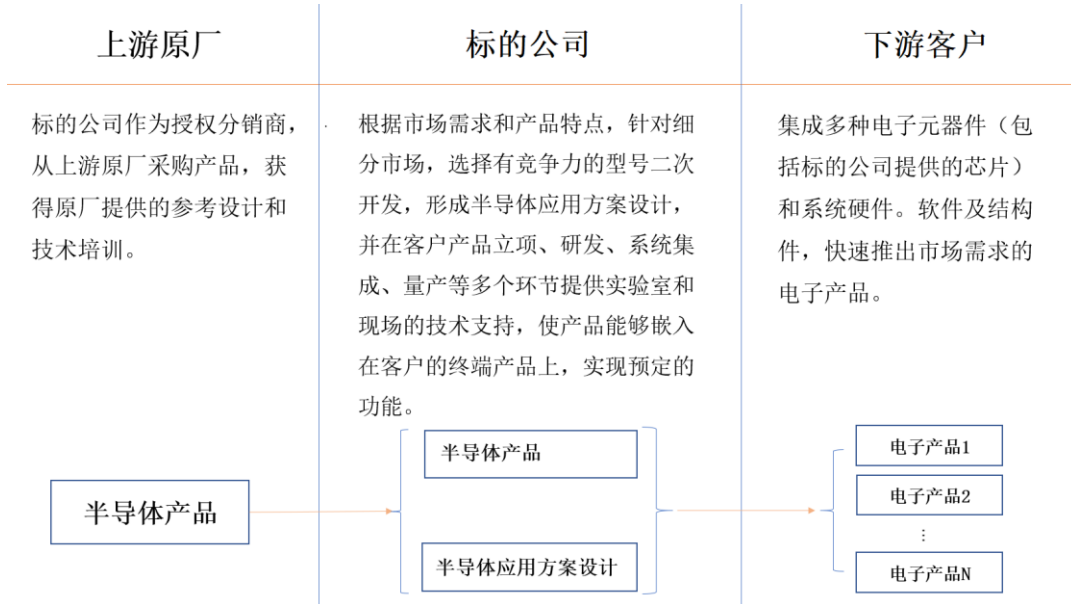 上游原厂
标的公司作为授权分销商，
从上游原厂采购产品，获
得原厂提供的参考设计和
技术培训。
半导体产品
标的公司
根据市场需求和产品特点，针对细
分市场，选择有竞争力的型号二次
开发，形成半导体应用方案设计，
并在客户产品立项、研发、系统集
成、量产等多个环节提供实验室和
现场的技术支持，使产品能够嵌入
在客户的终端产品上，实现预定的
功能。
半导体产品
半导体应用方案设计
下游客户
集成多种电子元器件（包
括标的公司提供的芯片）
和系统硬件。软件及结构
件，快速推出市场需求的
电子产品。
电子产品1
电子产品2
⋮
电子产品N